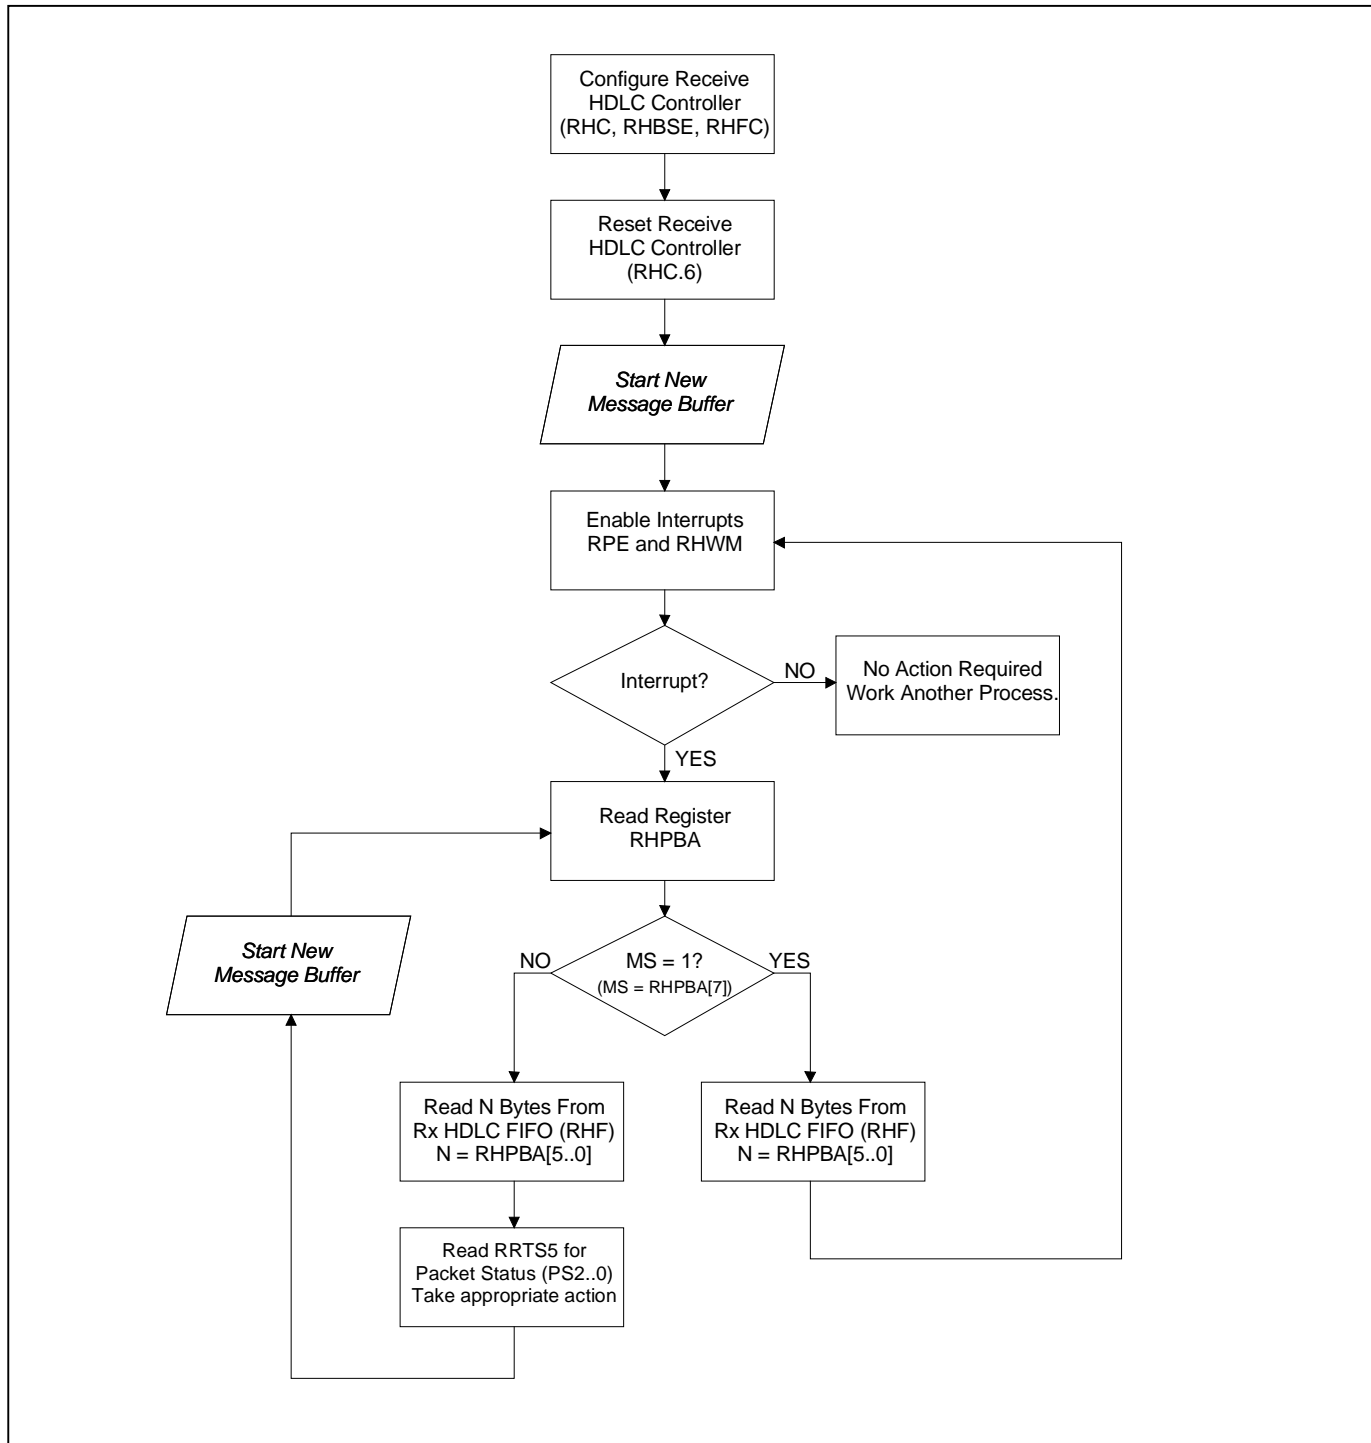 Configure Receive
HDLC Controller
(RHC, RHBSE, RHFC)
Reset Receive
HDLC Controller
(RHC.6)
Start New
Message Buffer
Enable Interrupts
RPE and RHWM
Interrupt?
NO
No Action Required
Work Another Process.
YES
Read Register
RHPBA
Start New
Message Buffer
NO
MS = 1?
(MS = RHPBA[7])
YES
Read N Bytes From
Rx HDLC FIFO (RHF)
N = RHPBA[5..0]
Read N Bytes From
Rx HDLC FIFO (RHF)
N = RHPBA[5..0]
Read RRTS5 for
Packet Status (PS2..0)
Take appropriate action